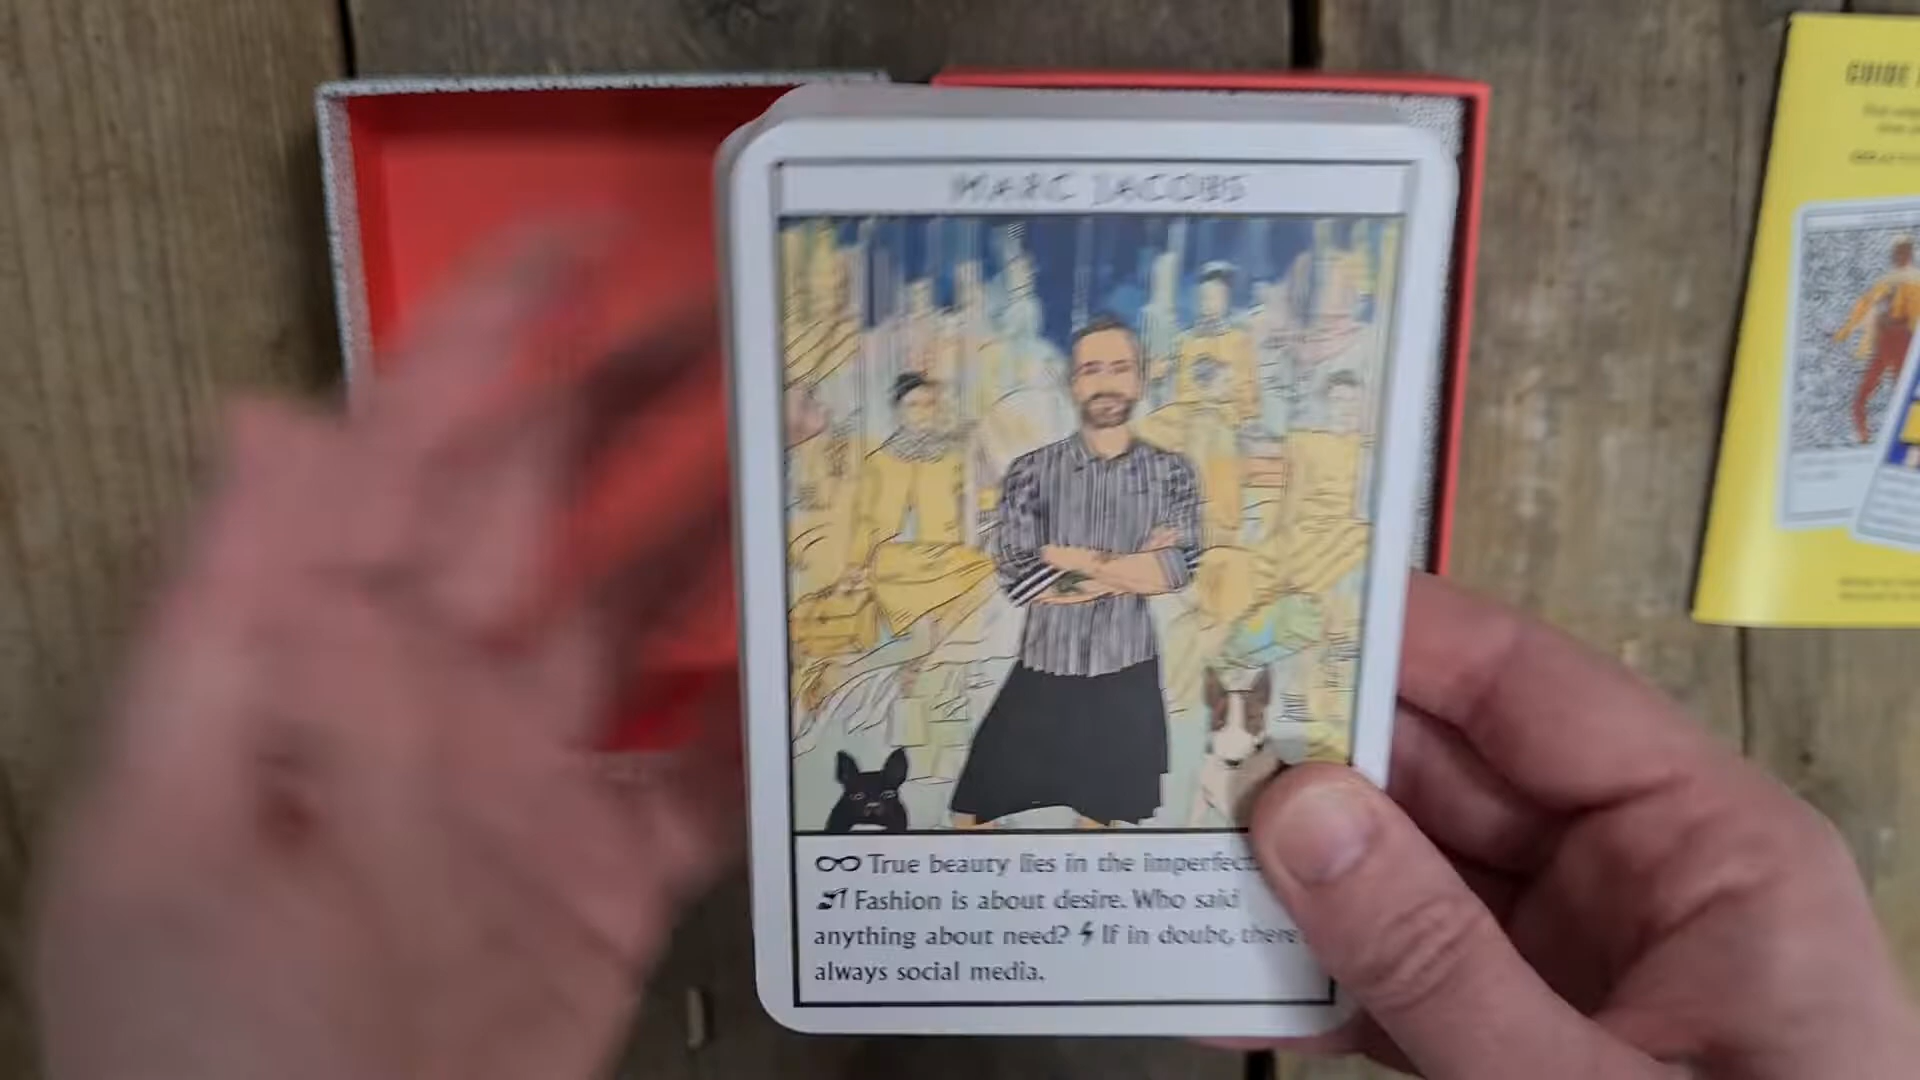 MARC JACOBS
True beauty lies in the imperfect
Fashion is about desire. Who said
anything about need? If in doubt, there
always social media.
GUIDE